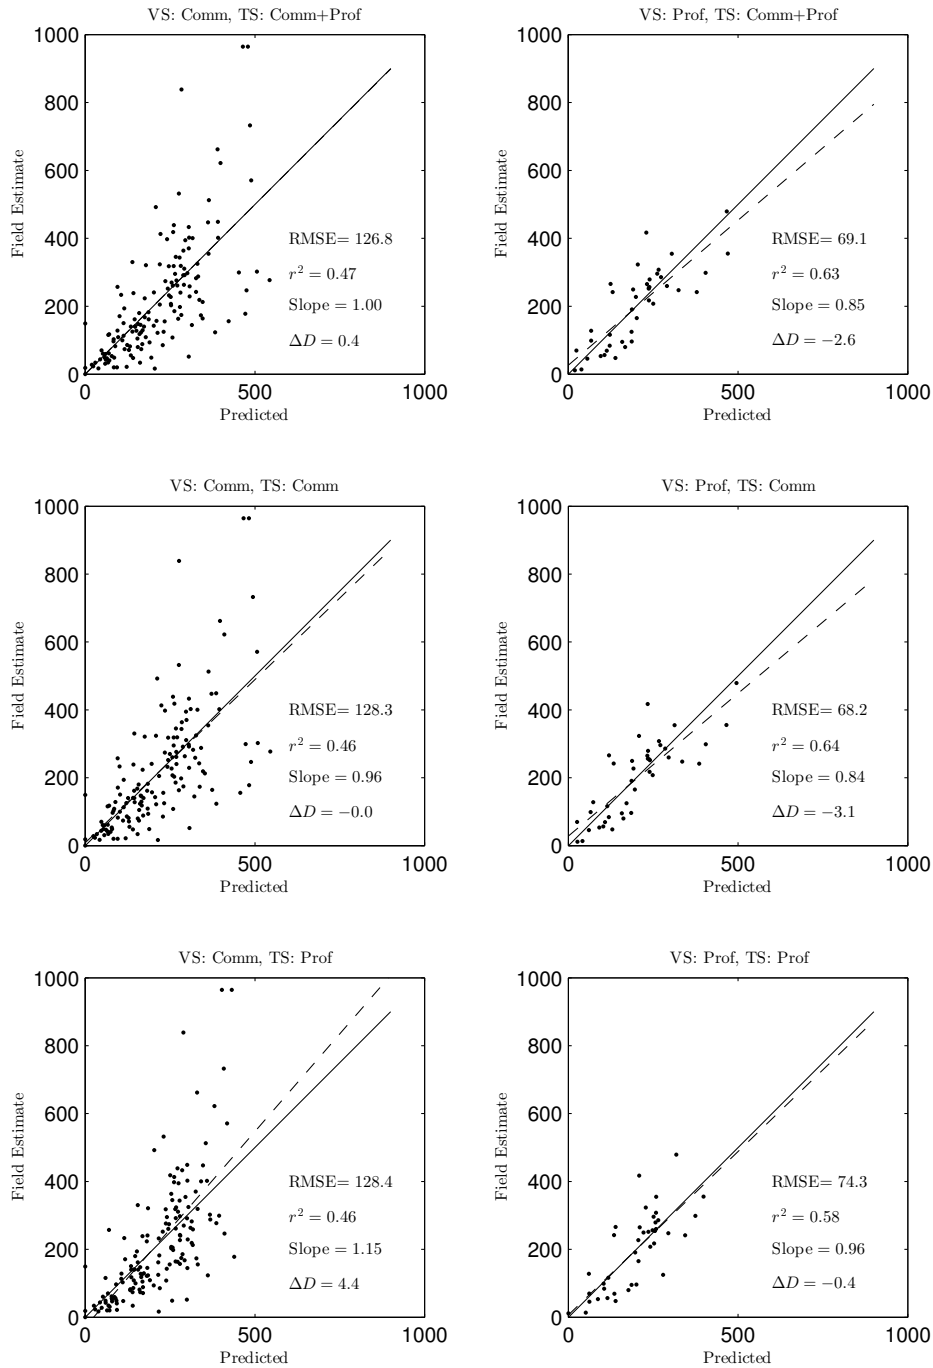 VS: Comm, TS: Comm+Prof
1000
800
600
400
200
0
0
500
1000
Field Estimate
Predicted
RMSE= 126.8
r² = 0.47
Slope = 1.00
ΔD = 0.4
VS: Prof, TS: Comm+Prof
1000
800
600
400
200
0
0
500
1000
Field Estimate
Predicted
RMSE= 69.1
r² = 0.63
Slope = 0.85
ΔD = −2.6
VS: Comm, TS: Comm
1000
800
600
400
200
0
0
500
1000
Field Estimate
Predicted
RMSE= 128.3
r² = 0.46
Slope = 0.96
ΔD = −0.0
VS: Prof, TS: Comm
1000
800
600
400
200
0
0
500
1000
Field Estimate
Predicted
RMSE= 68.2
r² = 0.64
Slope = 0.84
ΔD = −3.1
VS: Comm, TS: Prof
1000
800
600
400
200
0
0
500
1000
Field Estimate
Predicted
RMSE= 128.4
r² = 0.46
Slope = 1.15
ΔD = 4.4
VS: Prof, TS: Prof
1000
800
600
400
200
0
0
500
1000
Field Estimate
Predicted
RMSE= 74.3
r² = 0.58
Slope = 0.96
ΔD = −0.4